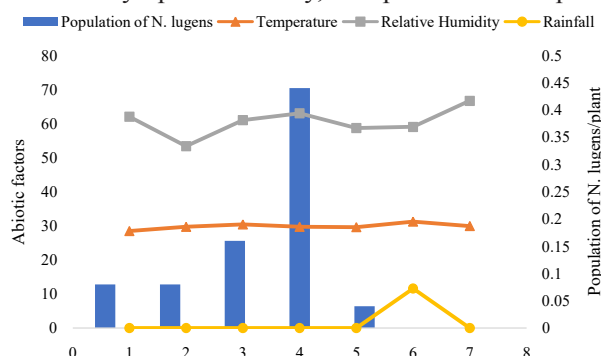 Population of N. lugens Temperature Relative Humidity Rainfall
80 0.5
70 0.45
60 0.4
50 0.35
40 0.3
30 0.25
20 0.2
10 0.15
0 0.1
0.05
0
Abiotic factors
Population of N. lugens/plant
0 1 2 3 4 5 6 7 8